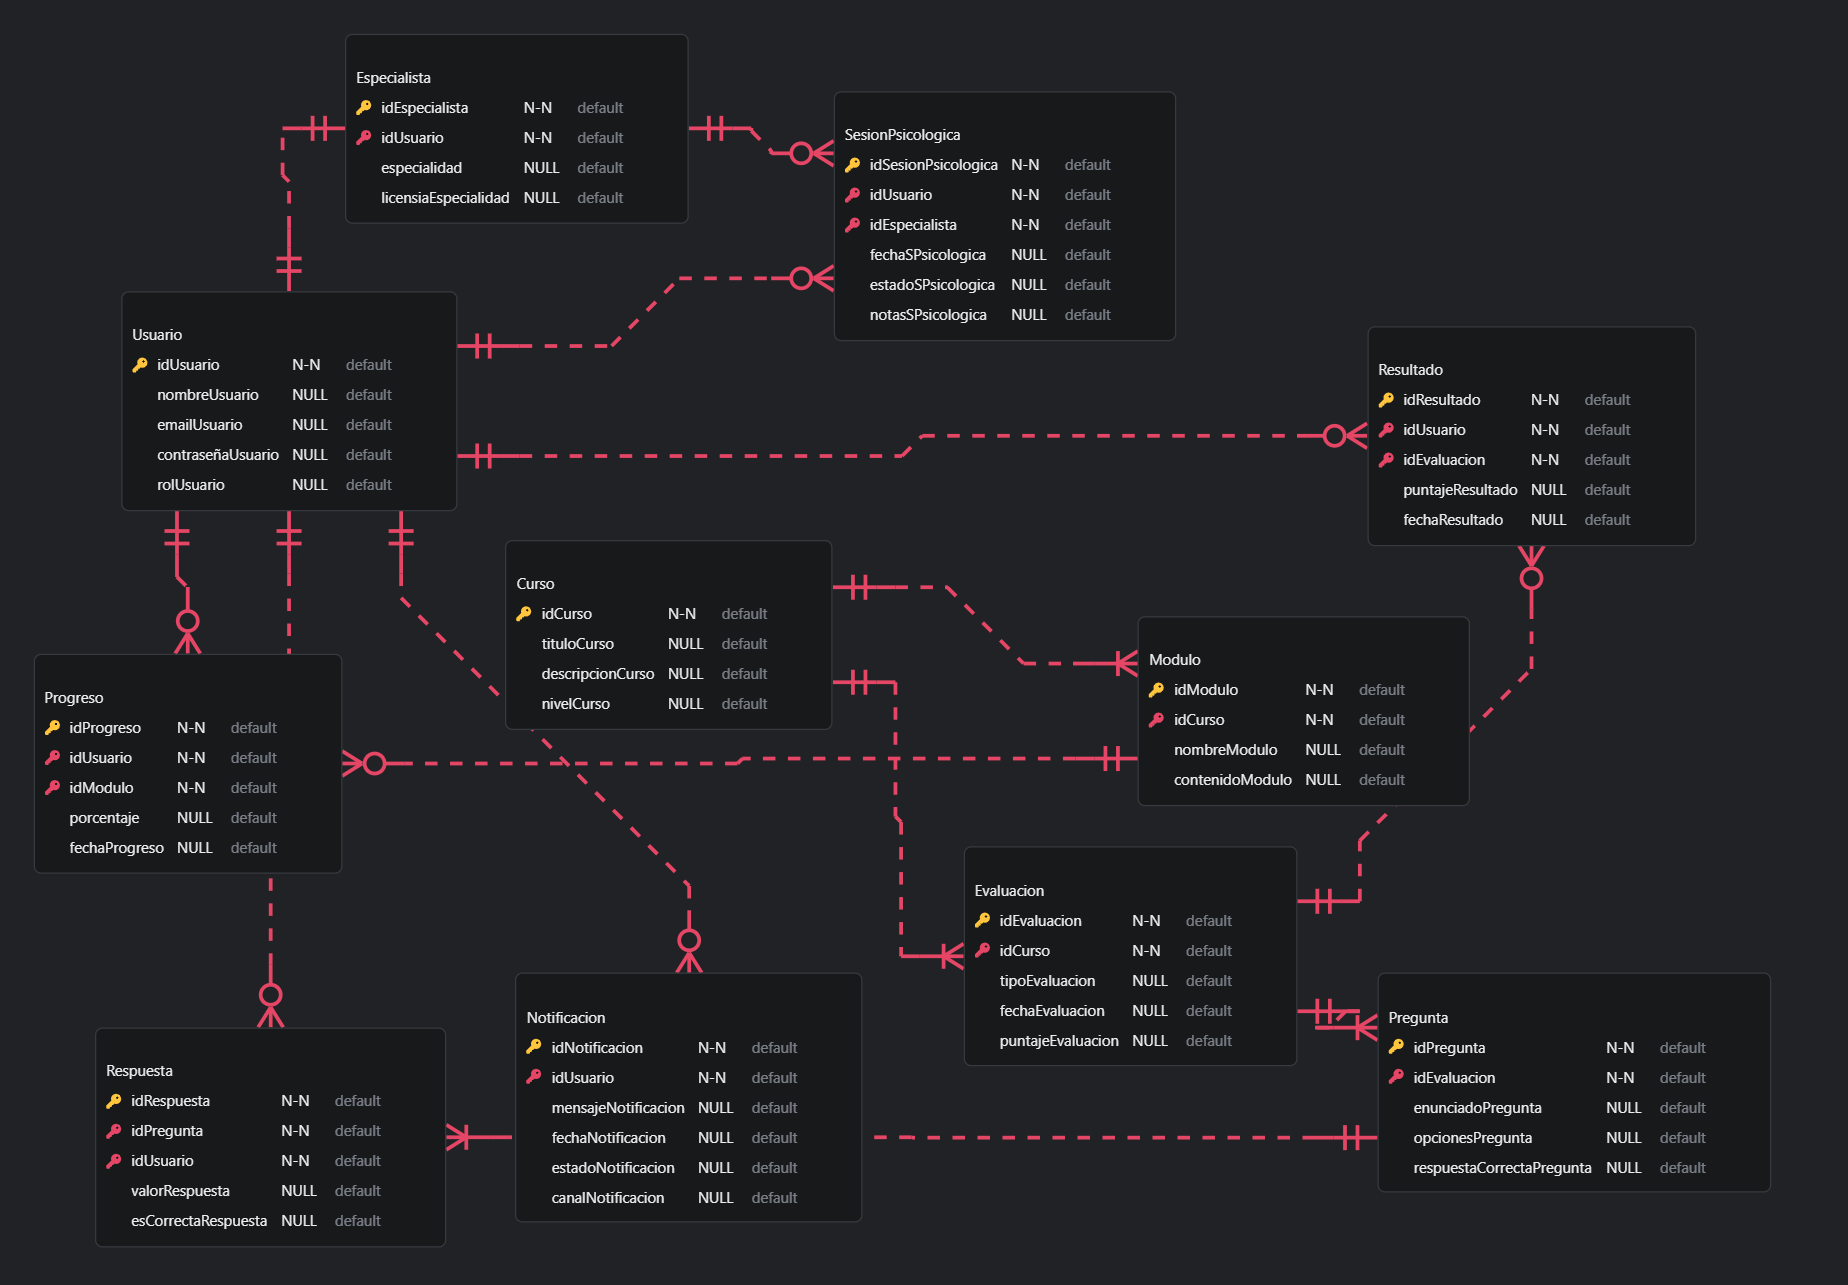 Especialista
idEspecialista N-N default
idUsuario N-N default
especialidad NULL default
licensiaEspecialidad NULL default
SesionPsicologica
idSesionPsicologica N-N default
idUsuario N-N default
idEspecialista N-N default
fechaSPsicologica NULL default
estadoSPsicologica NULL default
notasSPsicologica NULL default
Usuario
idUsuario N-N default
nombreUsuario NULL default
emailUsuario NULL default
contraseñaUsuario NULL default
rolUsuario NULL default
Resultado
idResultado N-N default
idUsuario N-N default
idEvaluacion N-N default
puntajeResultado NULL default
fechaResultado NULL default
Curso
idCurso N-N default
tituloCurso NULL default
descripcionCurso NULL default
nivelCurso NULL default
Modulo
idModulo N-N default
idCurso N-N default
nombreModulo NULL default
contenidoModulo NULL default
Progreso
idProgreso N-N default
idUsuario N-N default
idModulo N-N default
porcentaje NULL default
fechaProgreso NULL default
Evaluacion
idEvaluacion N-N default
idCurso N-N default
tipoEvaluacion NULL default
fechaEvaluacion NULL default
puntajeEvaluacion NULL default
Notificacion
idNotificacion N-N default
idUsuario N-N default
mensajeNotificacion NULL default
fechaNotificacion NULL default
estadoNotificacion NULL default
canalNotificacion NULL default
Pregunta
idPregunta N-N default
idEvaluacion N-N default
enunciadoPregunta NULL default
opcionesPregunta NULL default
respuestaCorrectaPregunta NULL default
Respuesta
idRespuesta N-N default
idPregunta N-N default
idUsuario N-N default
valorRespuesta NULL default
esCorrectaRespuesta NULL default